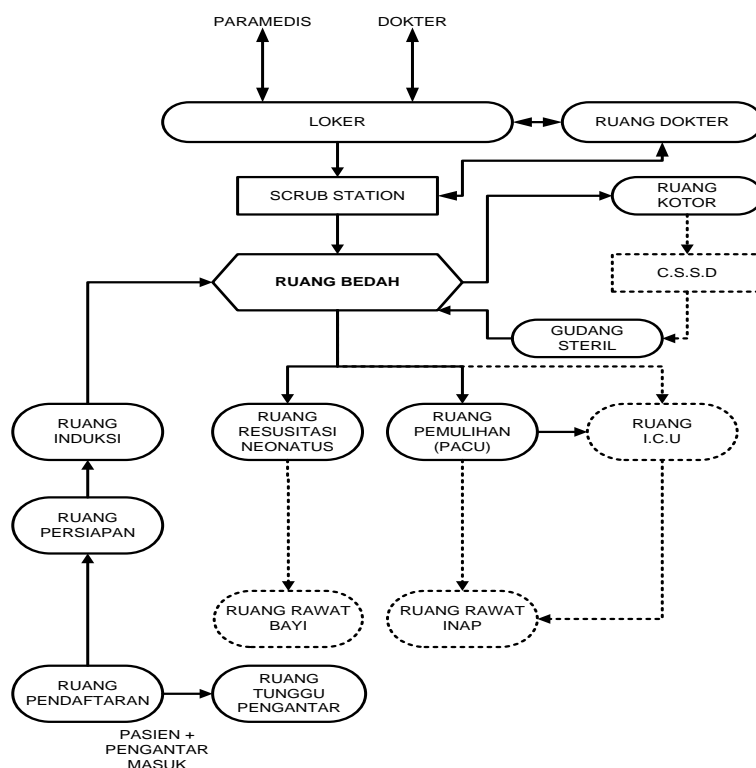 PARAMEDIS
DOKTER
LOKER
RUANG DOKTER
SCRUB STATION
RUANG
KOTOR
RUANG BEDAH
C.S.S.D
GUDANG
STERIL
RUANG
INDUKSI
RUANG
RESUSITASI
NEONATUS
RUANG
PEMULIHAN
(PACU)
RUANG
I.C.U
RUANG
PERSIAPAN
RUANG RAWAT
BAYI
RUANG RAWAT
INAP
RUANG
PENDAFTARAN
RUANG
TUNGGU
PENGANTAR
PASIEN +
PENGANTAR
MASUK